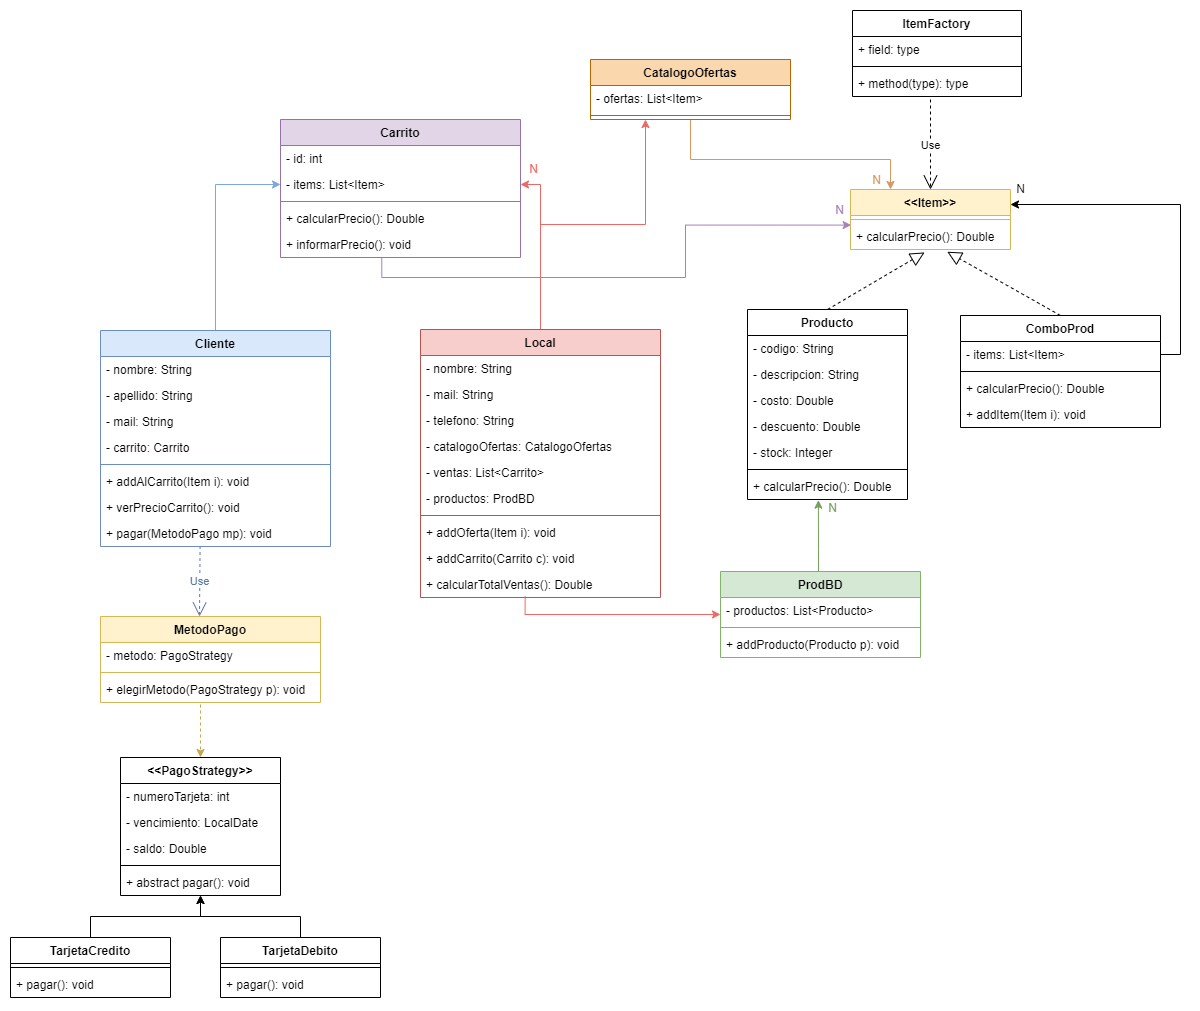 ItemFactory
+ field: type
+ method(type): type
Use
CatalogoOfertas
- ofertas: List<Item>
Carrito
- id: int
- items: List<Item>
+ calcularPrecio(): Double
+ informarPrecio(): void
N
N
N
N
<<Item>>
+ calcularPrecio(): Double
Cliente
- nombre: String
- apellido: String
- mail: String
- carrito: Carrito
+ addAlCarrito(Item i): void
+ verPrecioCarrito(): void
+ pagar(MetodoPago mp): void
Local
- nombre: String
- mail: String
- telefono: String
- catalogoOfertas: CatalogoOfertas
- ventas: List<Carrito>
- productos: ProdBD
+ addOferta(Item i): void
+ addCarrito(Carrito c): void
+ calcularTotalVentas(): Double
Producto
- codigo: String
- descripcion: String
- costo: Double
- descuento: Double
- stock: Integer
+ calcularPrecio(): Double
ComboProd
- items: List<Item>
+ calcularPrecio(): Double
+ addItem(Item i): void
N
ProdBD
- productos: List<Producto>
+ addProducto(Producto p): void
Use
MetodoPago
- metodo: PagoStrategy
+ elegirMetodo(PagoStrategy p): void
<<PagoStrategy>>
- numeroTarjeta: int
- vencimiento: LocalDate
- saldo: Double
+ abstract pagar(): void
TarjetaCredito
+ pagar(): void
TarjetaDebito
+ pagar(): void